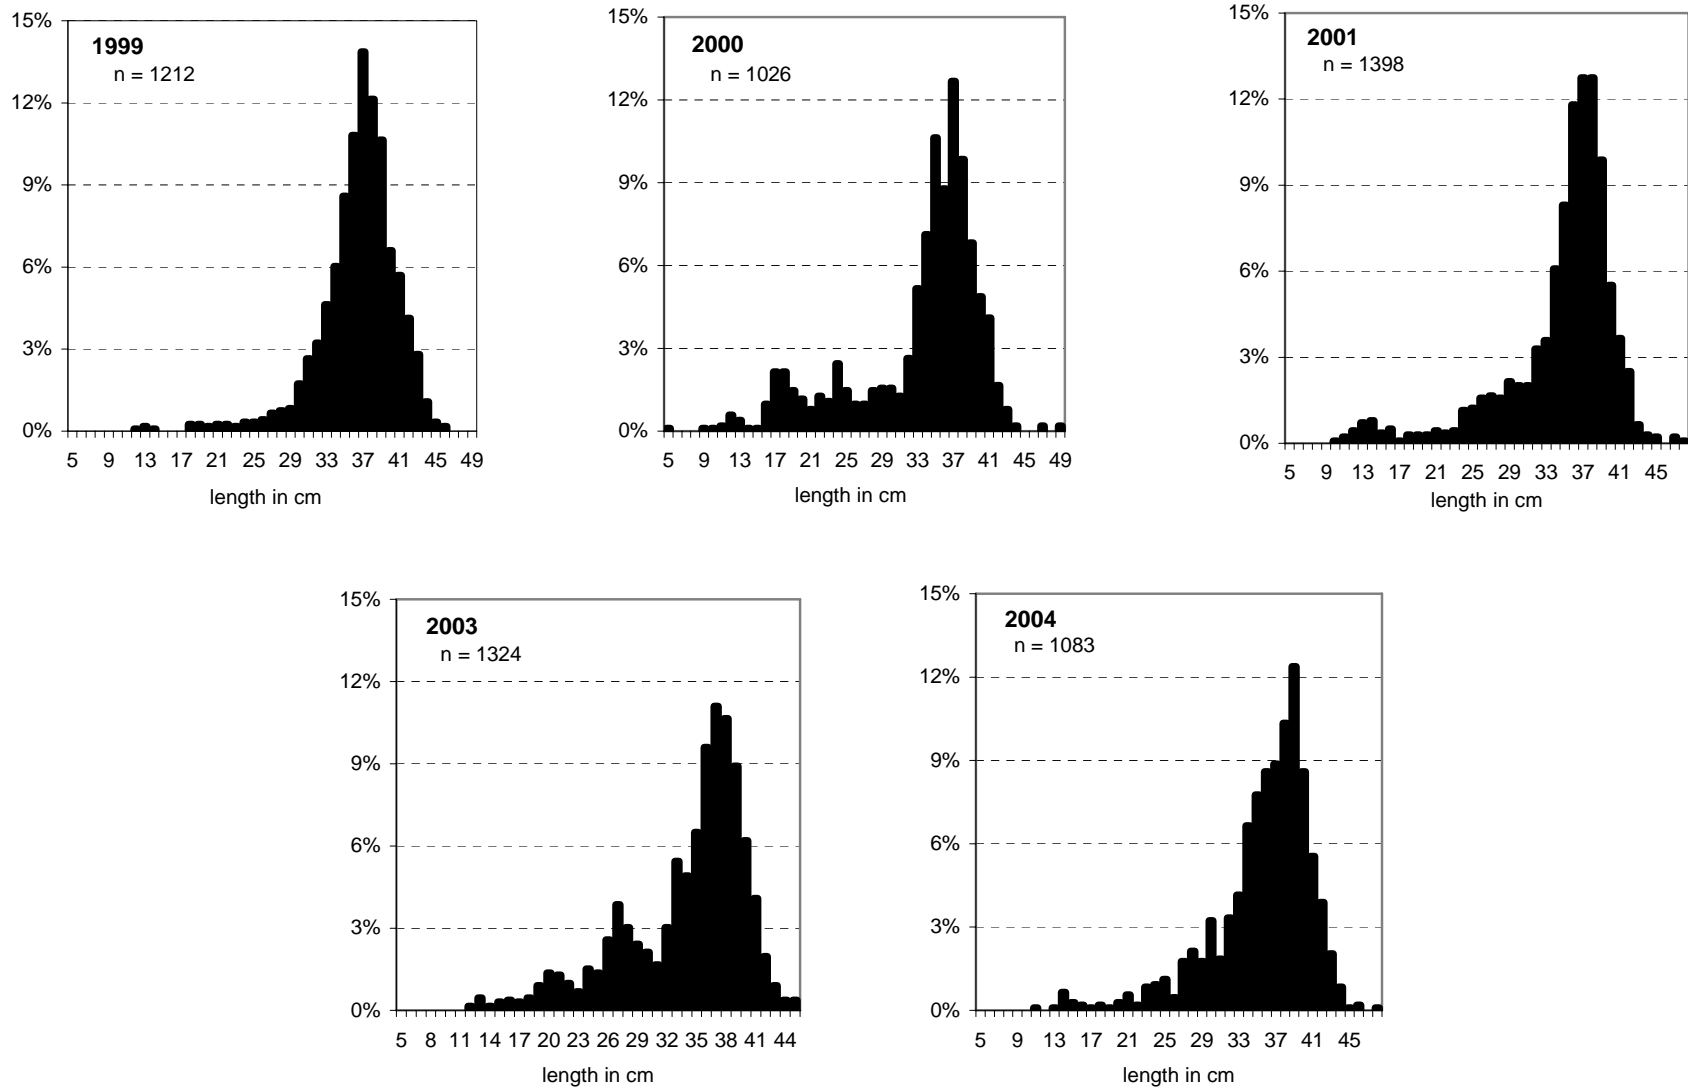 1999
n = 1212
15%
12%
9%
6%
3%
0%
5 9 13 17 21 25 29 33 37 41 45 49
length in cm
2000
n = 1026
15%
12%
9%
6%
3%
0%
5 9 13 17 21 25 29 33 37 41 45 49
length in cm
2001
n = 1398
15%
12%
9%
6%
3%
0%
5 9 13 17 21 25 29 33 37 41 45
length in cm
2003
n = 1324
15%
12%
9%
6%
3%
0%
5 8 11 14 17 20 23 26 29 32 35 38 41 44
length in cm
2004
n = 1083
15%
12%
9%
6%
3%
0%
5 9 13 17 21 25 29 33 37 41 45
length in cm